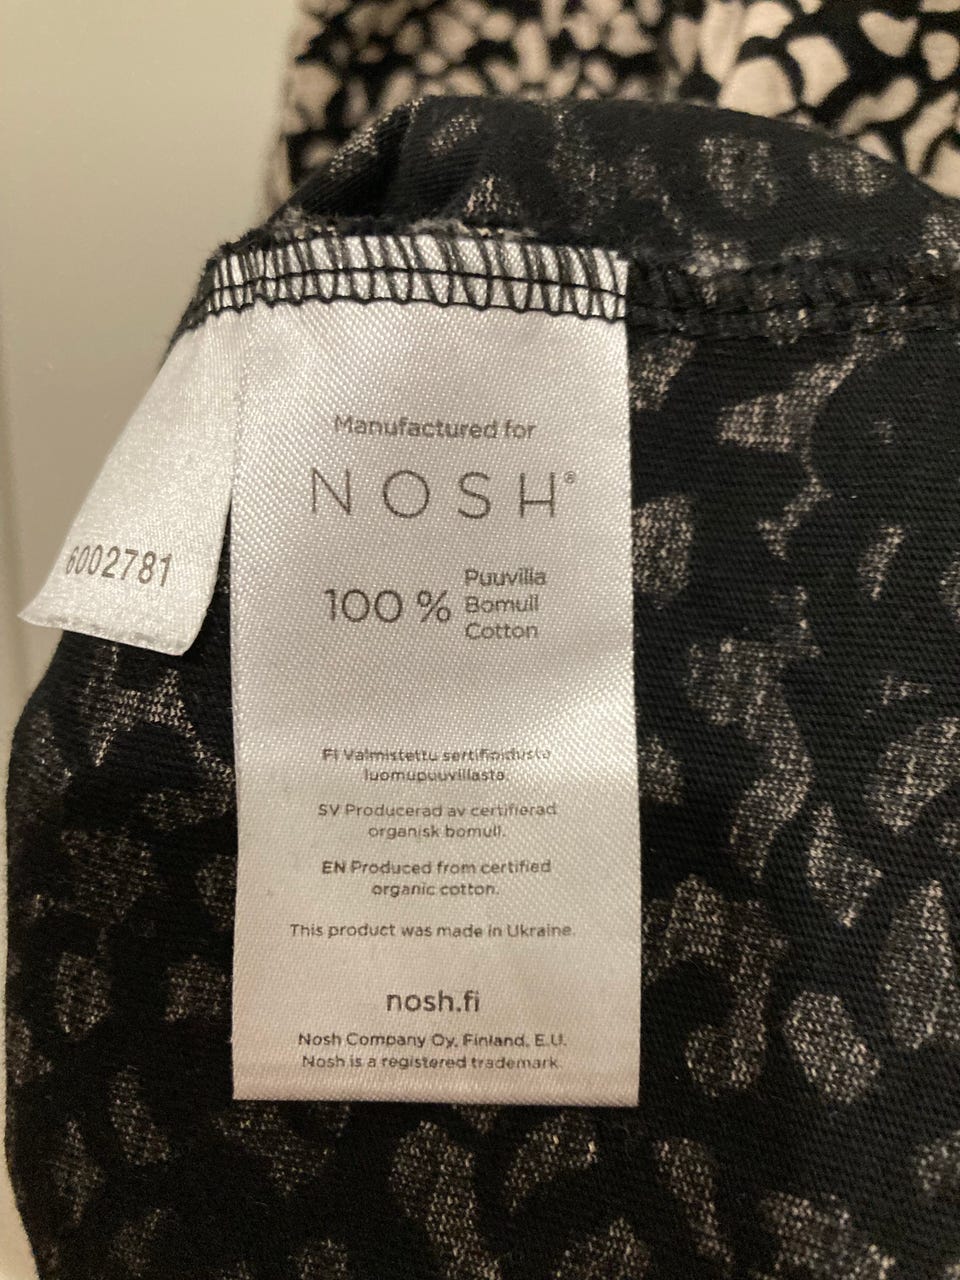 Manufactured for
NOSH®
100 % Puuvilla
Bomull
Cotton
FI Valmistettu sertifioidusta
luomupuuvillasta.
SV Producerad av certifierad
organisk bomull.
EN Produced from certified
organic cotton.
This product was made in Ukraine.
nosh.fi
Nosh Company Oy, Finland, E.U.
Nosh is a registered trademark.
6002781